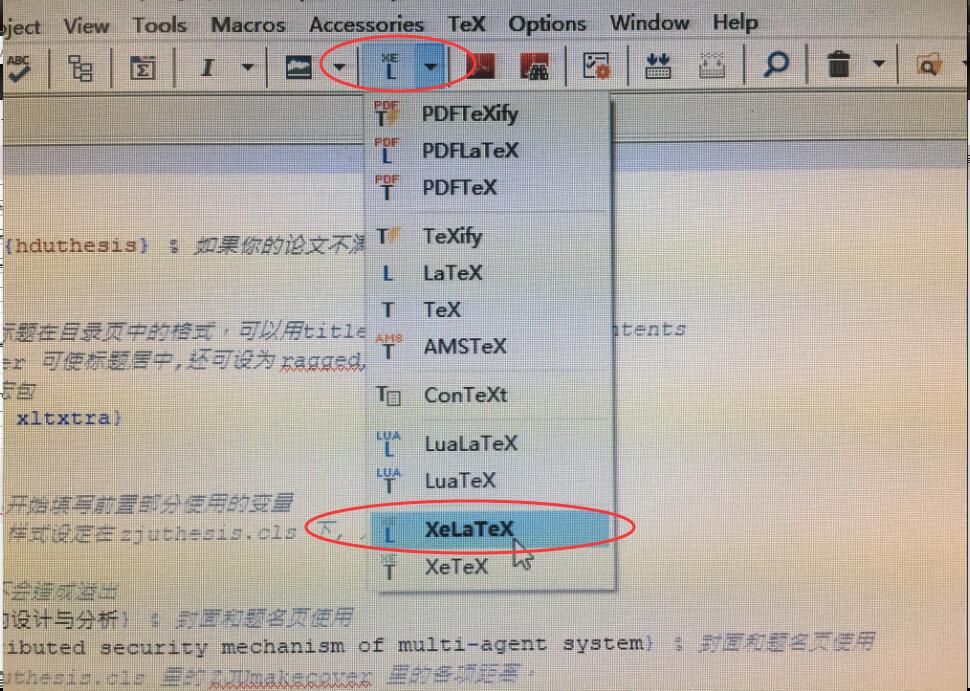 ject View Tools Macros Accessories TeX Options Window Help
ABC I XE L
PDF T PDFTeXify
PDF L PDFLaTeX
PDF T PDFTeX
T TeXify
L LaTeX
T TeX
AMS T AMSTeX
T ConTeXt
LUA L LuaLaTeX
LUA T LuaTeX
L XeLaTeX
XE T XeTeX
{hduthesis} % 如果你的论文不满
标题在目录页中的格式，可以用title tents
er 可使标题居中,还可设为ragged,
宏包
xltxtra}
开始填写前置部分使用的变量
样式设定在zjuthesis.cls 下,
不会造成溢出
的设计与分析} % 封面和题名页使用
ributed security mechanism of multi-agent system} % 封面和题名页使用
uthesis.cls 里的ZJUmakecover 里的各项距离，